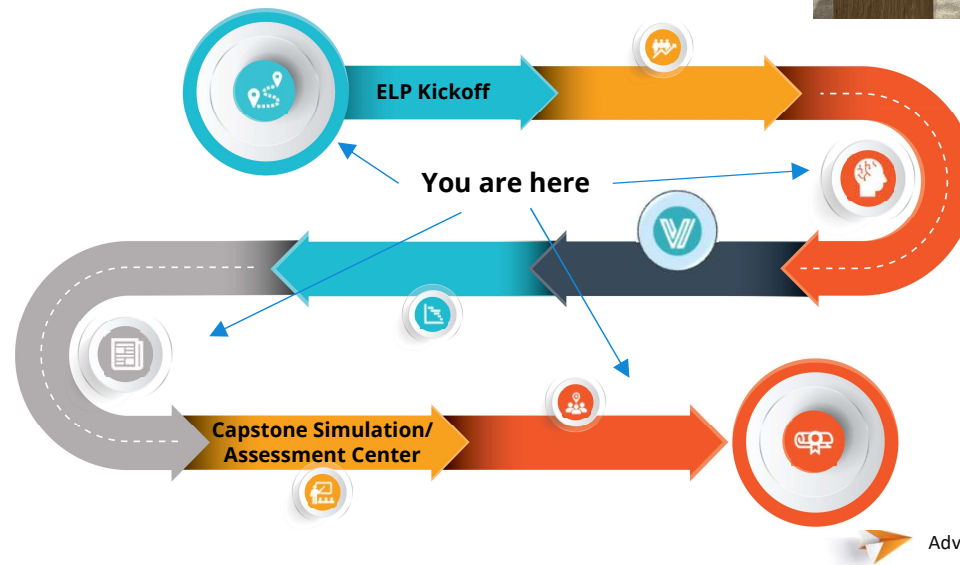 ELP Kickoff
You are here
Capstone Simulation/
Assessment Center
Adv